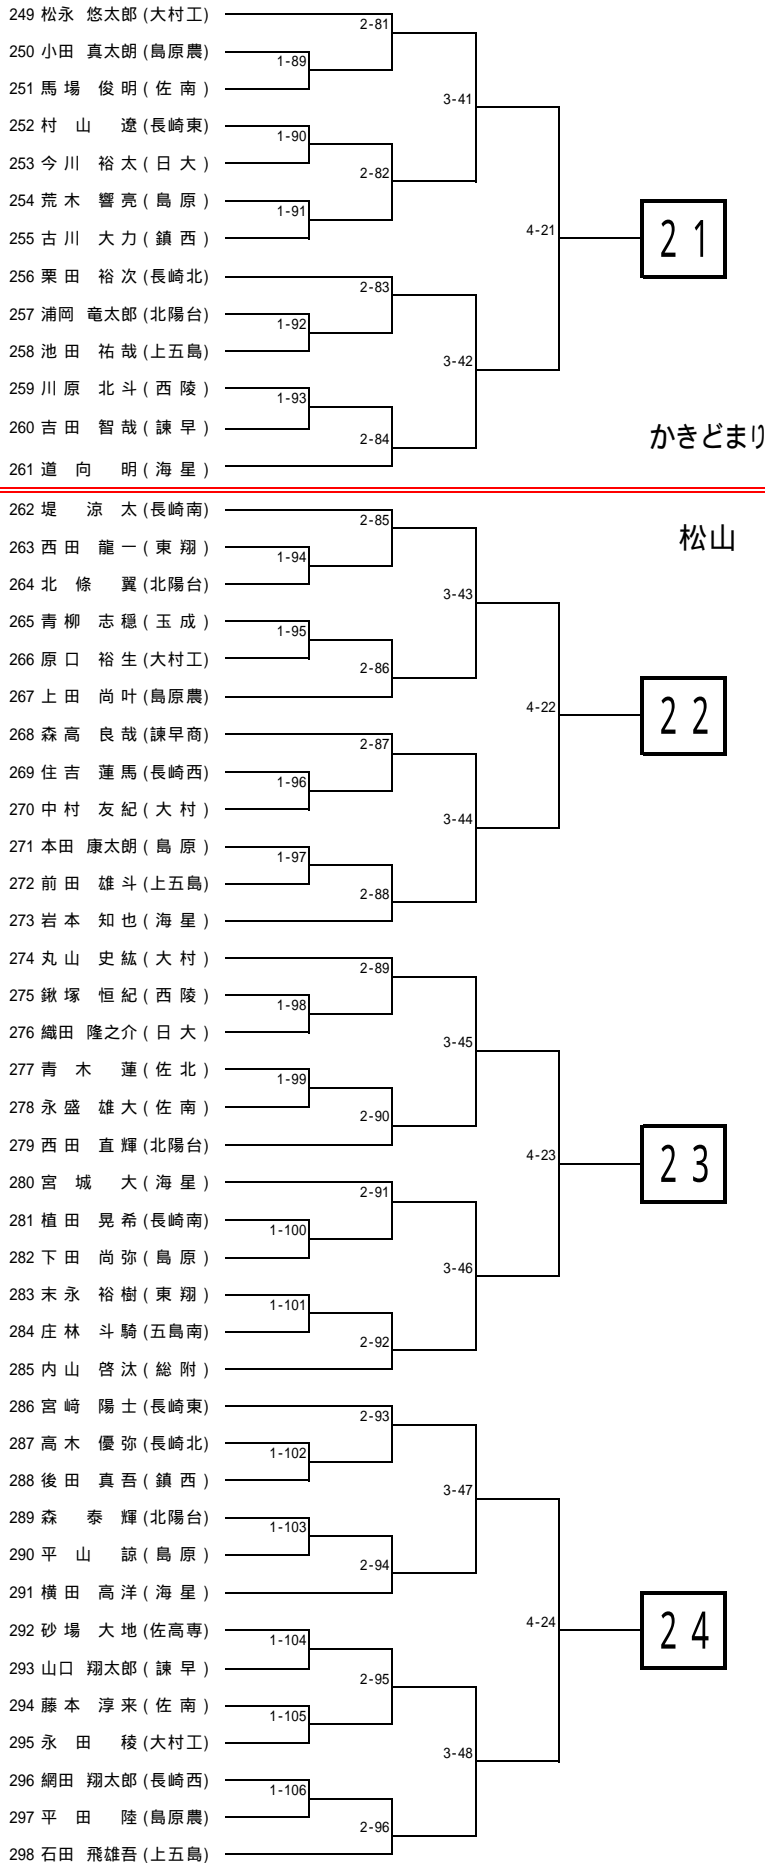 249 松永 悠太郎 (大村工)
2-81
250 小田 真太朗 (島原農)
1-89
251 馬場 俊明 (佐南)
3-41
252 村山 遼 (長崎東)
1-90
253 今川 裕太 (日大)
2-82
254 荒木 響亮 (島原)
1-91
255 古川 大力 (鎮西)
4-21
21
256 栗田 裕次 (長崎北)
2-83
257 浦岡 竜太郎 (北陽台)
1-92
258 池田 祐哉 (上五島)
3-42
259 川原 北斗 (西陵)
1-93
260 吉田 智哉 (諫早)
2-84
かきどまり
261 道向 明 (海星)
262 堤 涼太 (長崎南)
2-85
松山
263 西田 龍一 (東翔)
1-94
264 北條 翼 (北陽台)
3-43
265 青柳 志穏 (玉成)
1-95
266 原口 裕生 (大村工)
2-86
267 上田 尚叶 (島原農)
4-22
22
268 森高 良哉 (諫早商)
2-87
269 住吉 蓮馬 (長崎西)
1-96
270 中村 友紀 (大村)
3-44
271 本田 康太朗 (島原)
1-97
272 前田 雄斗 (上五島)
2-88
273 岩本 知也 (海星)
274 丸山 史紘 (大村)
2-89
275 鍬塚 恒紀 (西陵)
1-98
276 織田 隆之介 (日大)
3-45
277 青木 蓮 (佐北)
1-99
278 永盛 雄大 (佐南)
2-90
279 西田 直輝 (北陽台)
4-23
23
280 宮城 大 (海星)
2-91
281 植田 晃希 (長崎南)
1-100
282 下田 尚弥 (島原)
3-46
283 末永 裕樹 (東翔)
1-101
284 庄林 斗騎 (五島南)
2-92
285 内山 啓汰 (総附)
286 宮﨑 陽士 (長崎東)
2-93
287 高木 優弥 (長崎北)
1-102
288 後田 真吾 (鎮西)
3-47
289 森 泰輝 (北陽台)
1-103
290 平山 諒 (島原)
2-94
291 横田 高洋 (海星)
4-24
24
292 砂場 大地 (佐高専)
1-104
293 山口 翔太郎 (諫早)
2-95
294 藤本 淳来 (佐南)
1-105
295 永田 稜 (大村工)
3-48
296 網田 翔太郎 (長崎西)
1-106
297 平田 陸 (島原農)
2-96
298 石田 飛雄吾 (上五島)